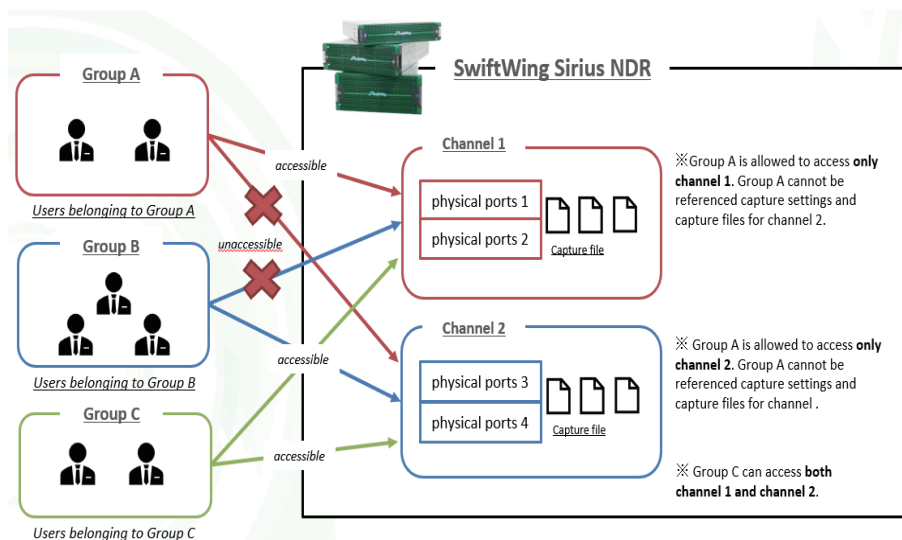 SwiftWing Sirius NDR
Group A
Users belonging to Group A
Group B
Users belonging to Group B
Group C
Users belonging to Group C
accessible
unaccessible
accessible
accessible
Channel 1
physical ports 1
physical ports 2
Capture file
※Group A is allowed to access only
channel 1. Group A cannot be
referenced capture settings and
capture files for channel 2.
Channel 2
physical ports 3
physical ports 4
Capture file
※ Group A is allowed to access only
channel 2. Group A cannot be
referenced capture settings and
capture files for channel .
※ Group C can access both
channel 1 and channel 2.